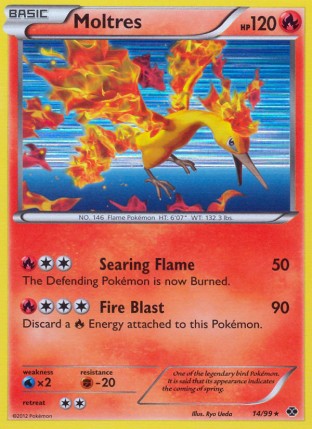 BASIC
Moltres
HP120
NO. 146 Flame Pokémon HT. 6'07" WT. 132.3 lbs.
Searing Flame 50
The Defending Pokémon is now Burned.
Fire Blast 90
Discard a Energy attached to this Pokémon.
weakness resistance
×2 -20
One of the legendary bird Pokémon.
It is said that its appearance indicates
the coming of spring.
retreat
©2012 Pokémon
Illus. Ryo Ueda
14/99 ★